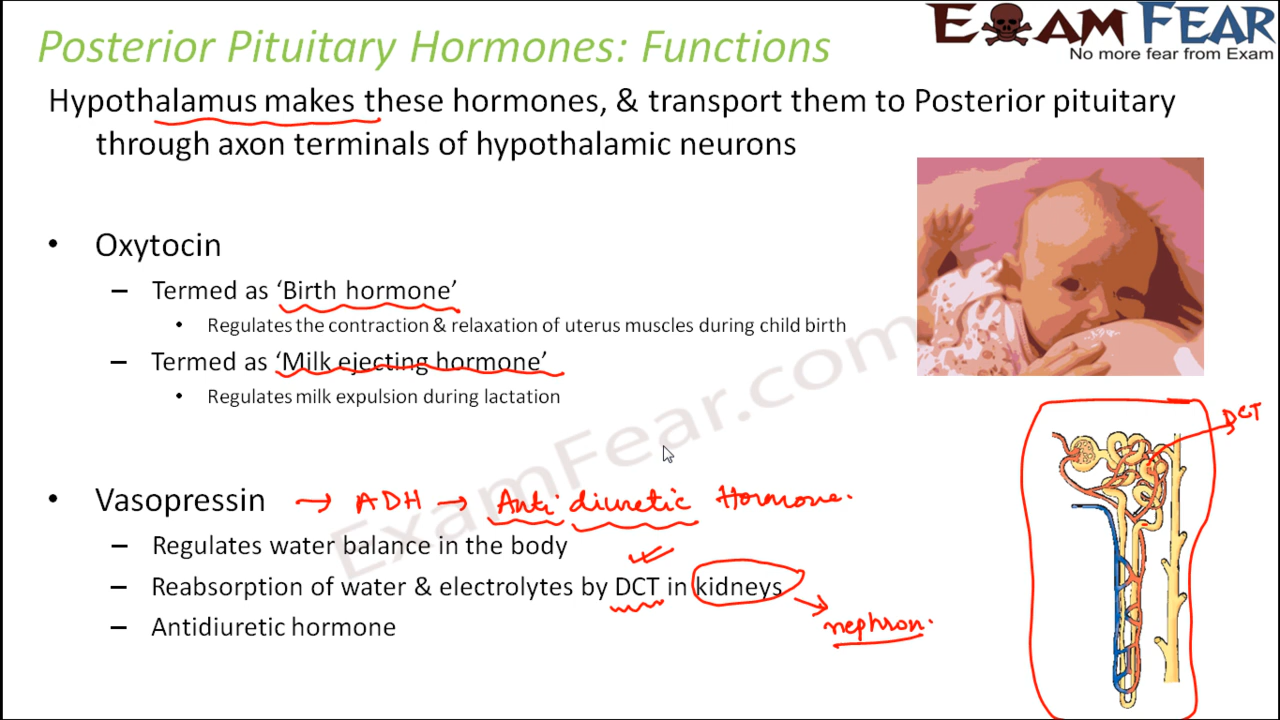 Posterior Pituitary Hormones: Functions
EXAM FEAR
No more fear from Exam
Hypothalamus makes these hormones, & transport them to Posterior pituitary
through axon terminals of hypothalamic neurons
• Oxytocin
– Termed as ‘Birth hormone’
• Regulates the contraction & relaxation of uterus muscles during child birth
– Termed as ‘Milk ejecting hormone’
• Regulates milk expulsion during lactation
DCT
• Vasopressin → ADH → Anti diuretic Hormone.
– Regulates water balance in the body
– Reabsorption of water & electrolytes by DCT in kidneys
nephron.
– Antidiuretic hormone
ExamFear.com